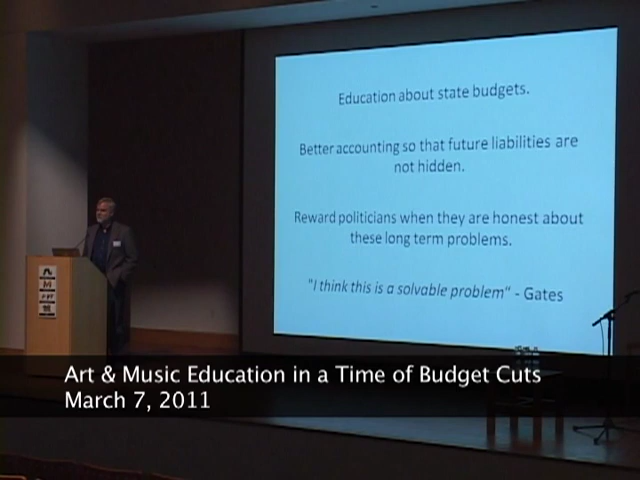 Education about state budgets.
Better accounting so that future liabilities are
not hidden.
Reward politicians when they are honest about
these long term problems.
"I think this is a solvable problem" - Gates
Art & Music Education in a Time of Budget Cuts
March 7, 2011